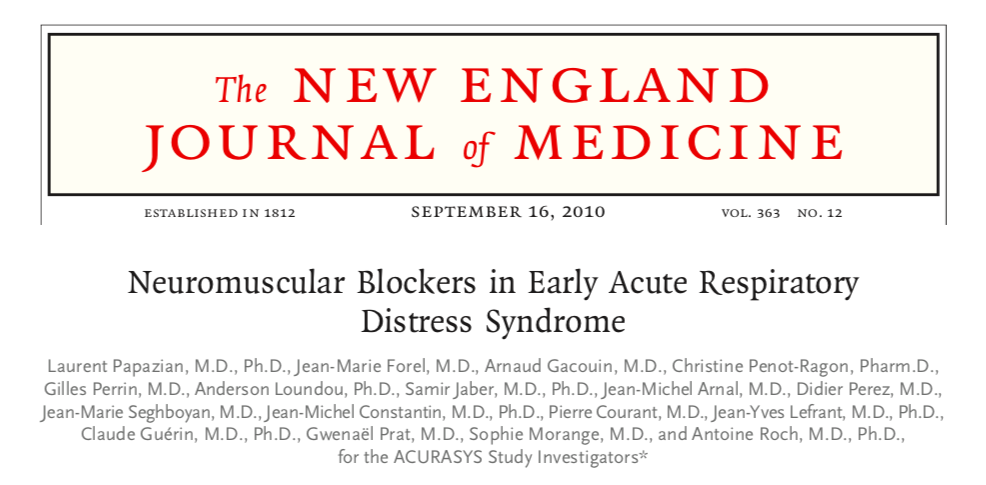 The NEW ENGLAND
JOURNAL of MEDICINE
ESTABLISHED IN 1812 SEPTEMBER 16, 2010 VOL. 363 NO. 12
Neuromuscular Blockers in Early Acute Respiratory
Distress Syndrome
Laurent Papazian, M.D., Ph.D., Jean-Marie Forel, M.D., Arnaud Gacouin, M.D., Christine Penot-Ragon, Pharm.D.,
Gilles Perrin, M.D., Anderson Loundou, Ph.D., Samir Jaber, M.D., Ph.D., Jean-Michel Arnal, M.D., Didier Perez, M.D.,
Jean-Marie Seghboyan, M.D., Jean-Michel Constantin, M.D., Ph.D., Pierre Courant, M.D., Jean-Yves Lefrant, M.D., Ph.D.,
Claude Guérin, M.D., Ph.D., Gwenaël Prat, M.D., Sophie Morange, M.D., and Antoine Roch, M.D., Ph.D.,
for the ACURASYS Study Investigators*